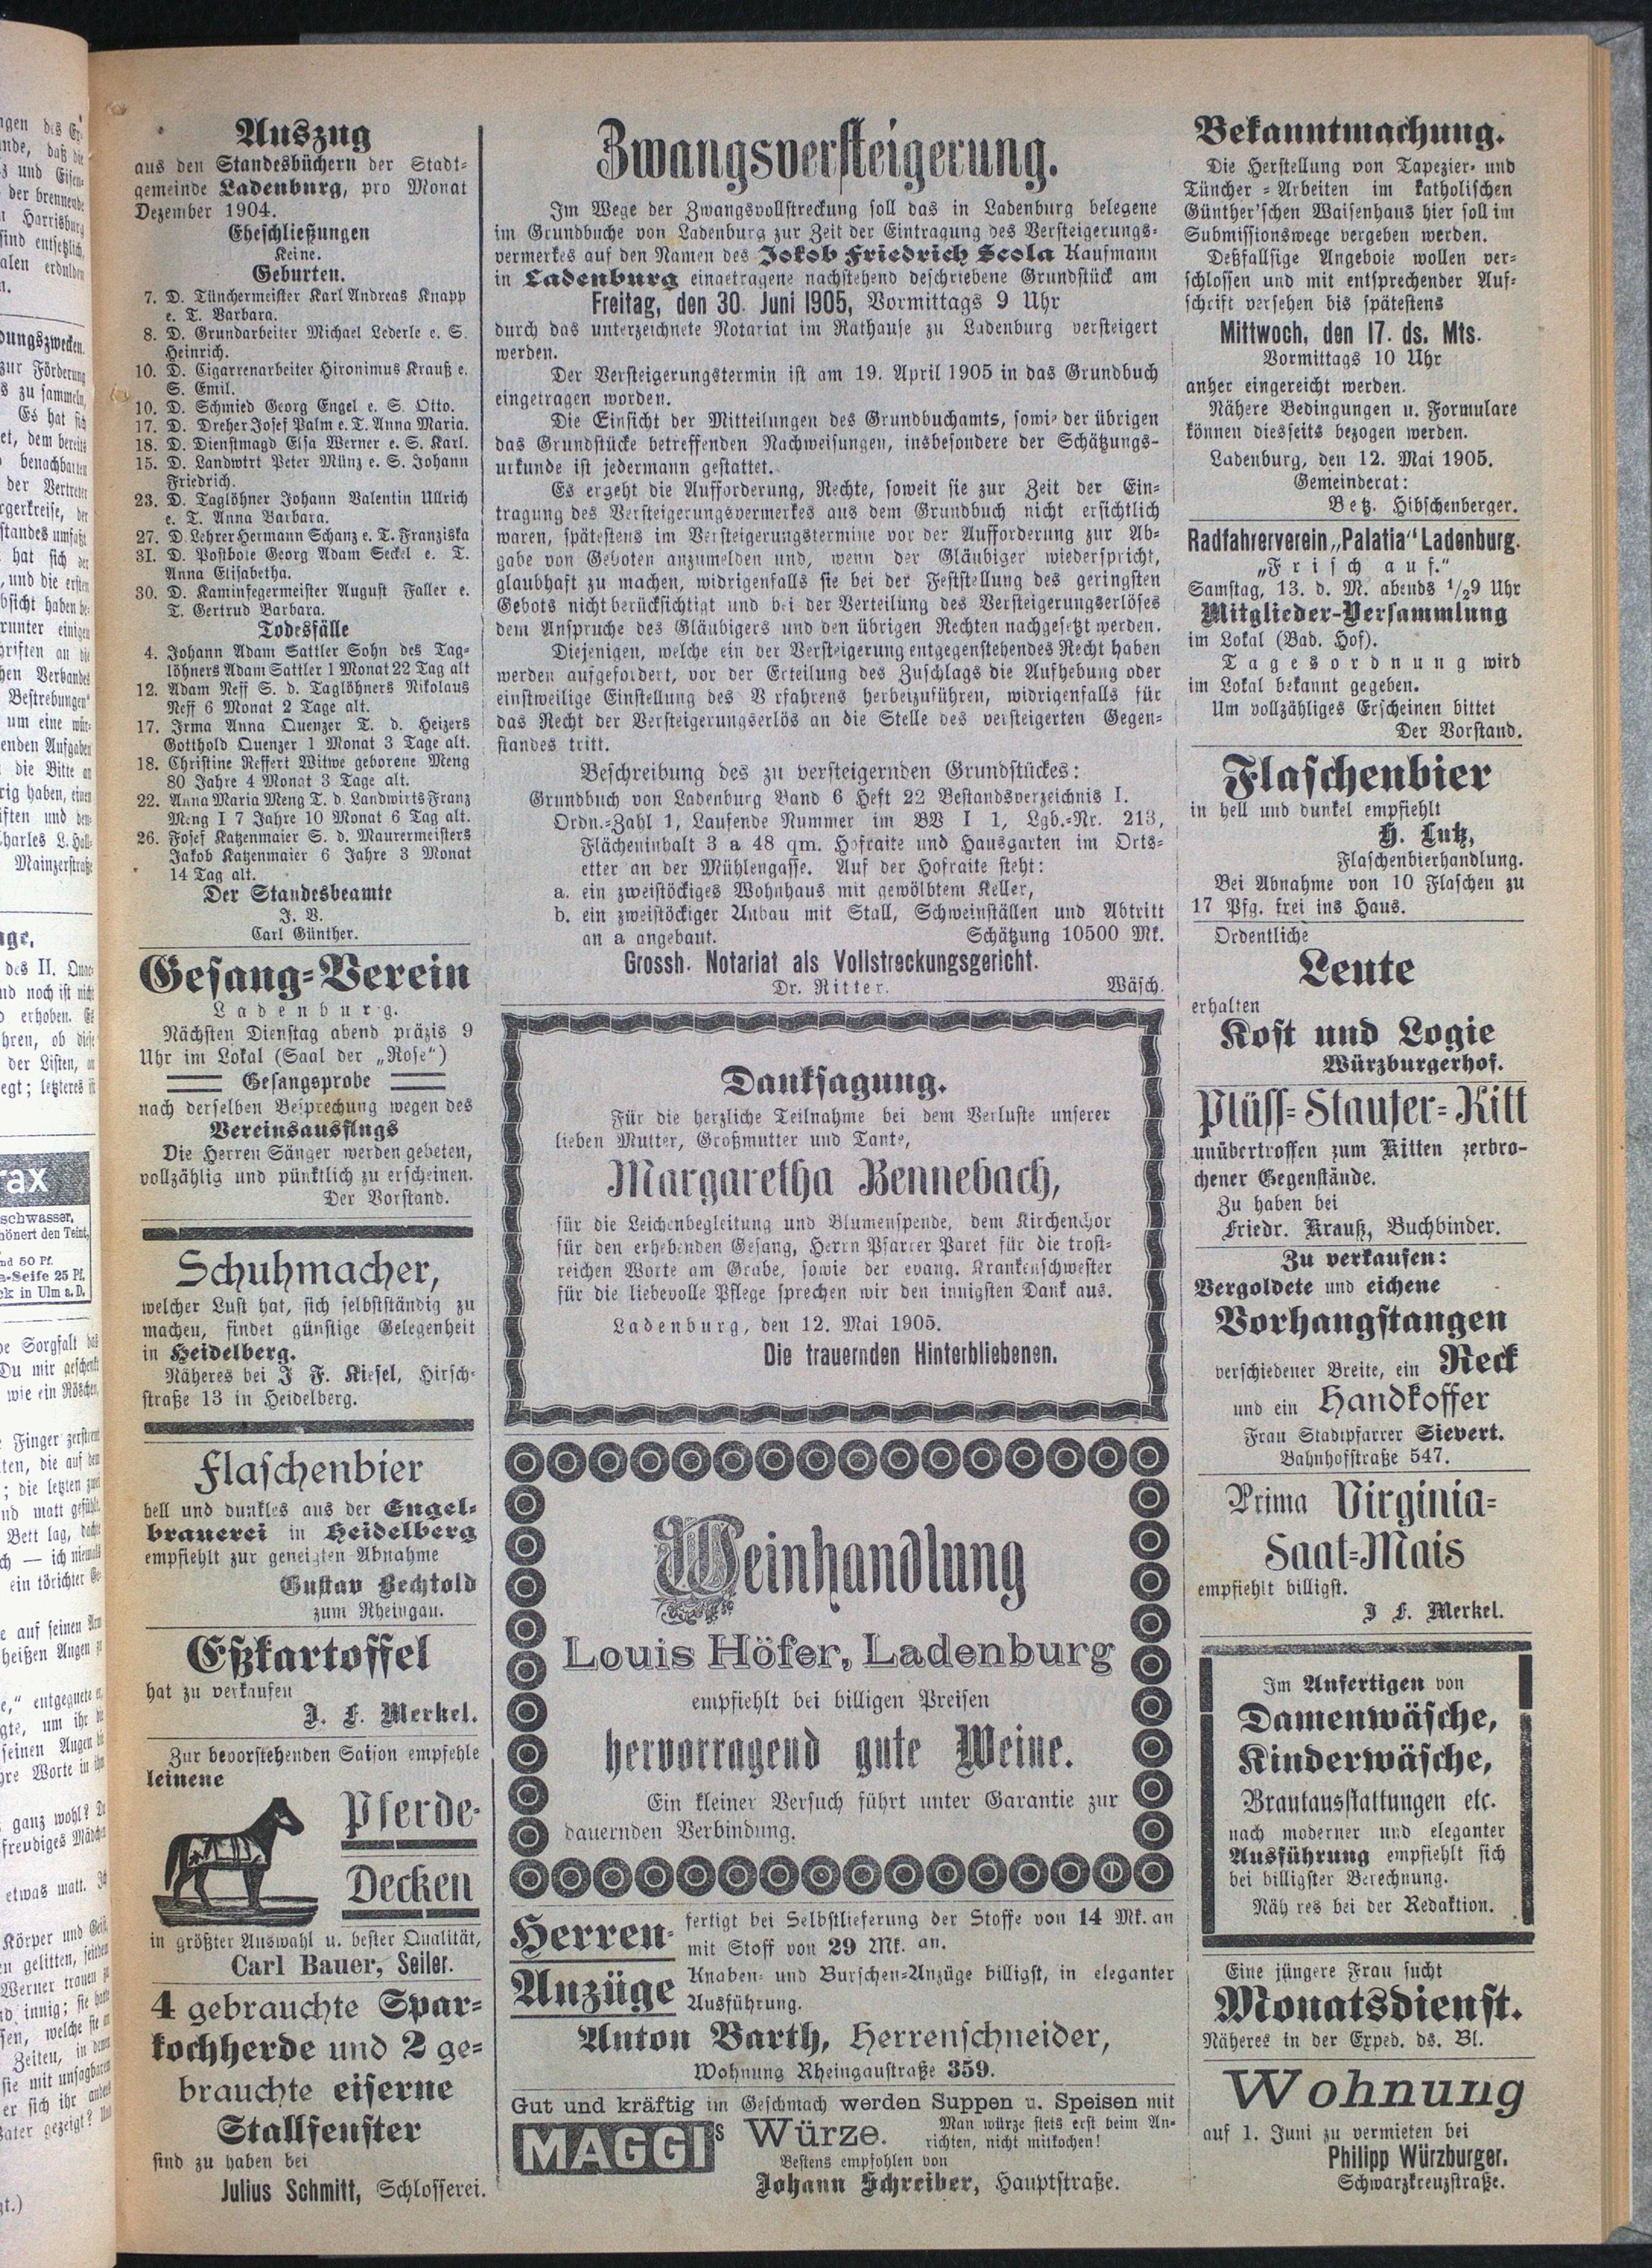 Auszug
aus den Standesbüchern der Stadt-
gemeinde Ladenburg, pro Monat
Dezember 1904.
Eheschließungen
Keine.
Geburten.
7. D. Tünchermeister Karl Andreas Knapp
e. T. Barbara.
8. D. Grundarbeiter Michael Lederle e. S.
Heinrich.
10. D. Cigarrenarbeiter Hironimus Krauß e.
S. Emil.
10. D. Schmied Georg Engel e. S. Otto.
17. D. Dreher Josef Palm e. T. Anna Maria.
18. D. Dienstmagd Elsa Werner e. S. Karl.
15. D. Landwirt Peter Münz e. S. Johann
Friedrich.
23. D. Taglöhner Johann Valentin Ullrich
e. T. Anna Barbara.
27. D. Lehrer Hermann Schanz e. T. Franziska
31. D. Postbote Georg Adam Seckel e. T.
Anna Elisabetha.
30. D. Kaminfegermeister August Faller e.
T. Gertrud Barbara.
Todesfälle
4. Johann Adam Sattler Sohn des Tag-
löhners Adam Sattler 1 Monat 22 Tag alt
12. Adam Neff S. d. Taglöhners Nikolaus
Neff 6 Monat 2 Tage alt.
17. Irma Anna Quenzer T. d. Heizers
Gotthold Quenzer 1 Monat 3 Tage alt.
18. Christine Neffert Witwe geborene Meng
80 Jahre 4 Monat 3 Tage alt.
22. Anna Maria Meng T. d. Landwirts Franz
Meng I 7 Jahre 10 Monat 6 Tag alt.
26. Josef Katzenmaier S. d. Maurermeisters
Jakob Katzenmaier 6 Jahre 3 Monat
14 Tag alt.
Der Standesbeamte
J. V.
Carl Günther.
Gesang-Verein
Ladenburg.
Nächsten Dienstag abend präzis 9
Uhr im Lokal (Saal der „Rose“)
Gesangsprobe
nach derselben Besprechung wegen des
Vereinsausflugs
Die Herren Sänger werden gebeten,
vollzählig und pünktlich zu erscheinen.
Der Vorstand.
Schuhmacher,
welcher Lust hat, sich selbstständig zu
machen, findet günstige Gelegenheit
in Heidelberg.
Näheres bei J F. Kiesel, Hirsch-
straße 13 in Heidelberg.
Flaschenbier
hell und dunkles aus der Engel-
brauerei in Heidelberg
empfiehlt zur geneigten Abnahme
Gustav Bechtold
zum Rheingau.
Eßkartoffel
hat zu verkaufen
J. F. Merkel.
Zur bevorstehenden Saison empfehle
leinene
Pferde-
Decken
in größter Auswahl u. bester Qualität,
Carl Bauer, Seiler.
4 gebrauchte Spar-
kochherde und 2 ge-
brauchte eiserne
Stallfenster
sind zu haben bei
Julius Schmitt, Schlosserei.
Zwangsversteigerung.
Im Wege der Zwangsvollstreckung soll das in Ladenburg belegene
im Grundbuche von Ladenburg zur Zeit der Eintragung des Versteigerungs-
vermerkes auf den Namen des Jokob Friedrich Scola Kaufmann
in Ladenburg eingetragene nachstehend beschriebene Grundstück am
Freitag, den 30. Juni 1905, Vormittags 9 Uhr
durch das unterzeichnete Notariat im Rathause zu Ladenburg versteigert
werden.
Der Versteigerungstermin ist am 19. April 1905 in das Grundbuch
eingetragen worden.
Die Einsicht der Mitteilungen des Grundbuchamts, sowie der übrigen
das Grundstücke betreffenden Nachweisungen, insbesondere der Schätzungs-
urkunde ist jedermann gestattet.
Es ergeht die Aufforderung, Rechte, soweit sie zur Zeit der Ein-
tragung des Versteigerungsvermerkes aus dem Grundbuch nicht ersichtlich
waren, spätestens im Versteigerungstermine vor der Aufforderung zur Ab-
gabe von Geboten anzumelden und, wenn der Gläubiger wiederspricht,
glaubhaft zu machen, widrigenfalls sie bei der Feststellung des geringsten
Gebots nicht berücksichtigt und bei der Verteilung des Versteigerungserlöses
dem Anspruche des Gläubigers und den übrigen Rechten nachgesetzt werden.
Diejenigen, welche ein der Versteigerung entgegenstehendes Recht haben
werden aufgefordert, vor der Erteilung des Zuschlags die Aufhebung oder
einstweilige Einstellung des V rfahrens herbeizuführen, widrigenfalls für
das Recht der Versteigerungserlös an die Stelle des versteigerten Gegen-
standes tritt.
Beschreibung des zu versteigernden Grundstückes:
Grundbuch von Ladenburg Band 6 Heft 22 Bestandsverzeichnis I.
Ordn.-Zahl 1, Laufende Nummer im BV I 1, Lgb.-Nr. 213,
Flächeninhalt 3 a 48 qm. Hofraite und Hausgarten im Orts-
etter an der Mühlengasse. Auf der Hofraite steht:
a. ein zweistöckiges Wohnhaus mit gewölbtem Keller,
b. ein zweistöckiger Anbau mit Stall, Schweinställen und Abtritt
an a angebaut. Schätzung 10500 Mk.
Grossh. Notariat als Vollstreckungsgericht.
Dr. Ritter. Wäsch.
Danksagung.
Für die herzliche Teilnahme bei dem Verluste unserer
lieben Mutter, Großmutter und Tante,
Margaretha Bennebach,
für die Leichenbegleitung und Blumenspende, dem Kirchenchor
für den erhebenden Gesang, Herrn Pfarrer Paret für die trost-
reichen Worte am Grabe, sowie der evang. Krankenschwester
für die liebevolle Pflege sprechen wir den innigsten Dank aus.
Ladenburg, den 12. Mai 1905.
Die trauernden Hinterbliebenen.
Weinhandlung
Louis Höfer, Ladenburg
empfiehlt bei billigen Preisen
hervorragend gute Weine.
Ein kleiner Versuch führt unter Garantie zur
dauernden Verbindung.
Herren-
Anzüge
fertigt bei Selbstlieferung der Stoffe von 14 Mk. an
mit Stoff von 29 Mk. an.
Knaben- und Burschen-Anzüge billigst, in eleganter
Ausführung.
Anton Barth, Herrenschneider,
Wohnung Rheingaustraße 359.
Gut und kräftig im Geschmack werden Suppen u. Speisen mit
MAGGIs Würze. Man würze stets erst beim An-
richten, nicht mitkochen!
Bestens empfohlen von
Johann Schreiber, Hauptstraße.
Bekanntmachung.
Die Herstellung von Tapezier- und
Tüncher-Arbeiten im katholischen
Günther'schen Waisenhaus hier soll im
Submissionswege vergeben werden.
Deßfallsige Angebote wollen ver-
schlossen und mit entsprechender Auf-
schrift versehen bis spätestens
Mittwoch, den 17. ds. Mts.
Vormittags 10 Uhr
anher eingereicht werden.
Nähere Bedingungen u. Formulare
können diesseits bezogen werden.
Ladenburg, den 12. Mai 1905.
Gemeinderat:
Betz. Hibschenberger.
Radfahrerverein „Palatia“ Ladenburg.
„Frisch auf.“
Samstag, 13. d. M. abends 1/29 Uhr
Mitglieder-Versammlung
im Lokal (Bad. Hof).
Tagesordnung wird
im Lokal bekannt gegeben.
Um vollzähliges Erscheinen bittet
Der Vorstand.
Flaschenbier
in hell und dunkel empfiehlt
H. Lutz,
Flaschenbierhandlung.
Bei Abnahme von 10 Flaschen zu
17 Pfg. frei ins Haus.
Ordentliche
Leute
erhalten
Kost und Logie
Würzburgerhof.
Plüss-Staufer-Kitt
unübertroffen zum Kitten zerbro-
chener Gegenstände.
Zu haben bei
Friedr. Krauß, Buchbinder.
Zu verkaufen:
Vergoldete und eichene
Vorhangstangen
verschiedener Breite, ein Reck
und ein Handkoffer
Frau Stadtpfarrer Sievert.
Bahnhofstraße 547.
Prima Virginia-
Saat-Mais
empfiehlt billigst.
J F. Merkel.
Im Anfertigen von
Damenwäsche,
Kinderwäsche,
Brautausstattungen etc.
nach moderner und eleganter
Ausführung empfiehlt sich
bei billigster Berechnung.
Näh res bei der Redaktion.
Eine jüngere Frau sucht
Monatsdienst.
Näheres in der Exped. ds. Bl.
Wohnung
auf 1. Juni zu vermieten bei
Philipp Würzburger.
Schwarzkreuzstraße.